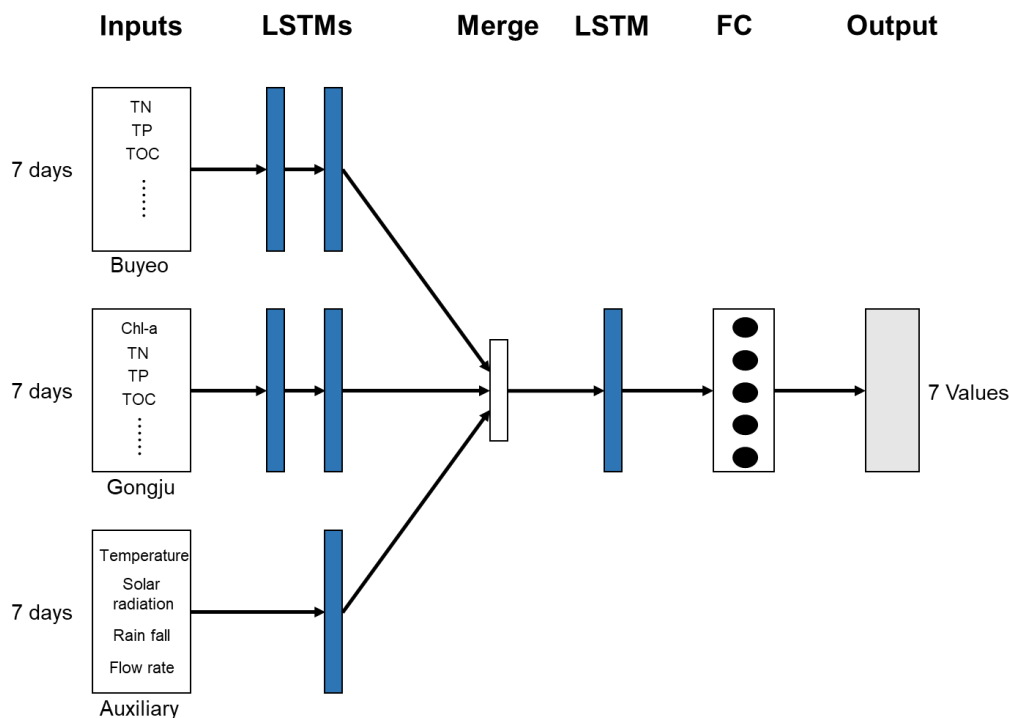 Inputs LSTMs Merge LSTM FC Output
7 days
TN
TP
TOC
Buyeo
7 days
Chl-a
TN
TP
TOC
Gongju
7 Values
7 days
Temperature
Solar
radiation
Rain fall
Flow rate
Auxiliary